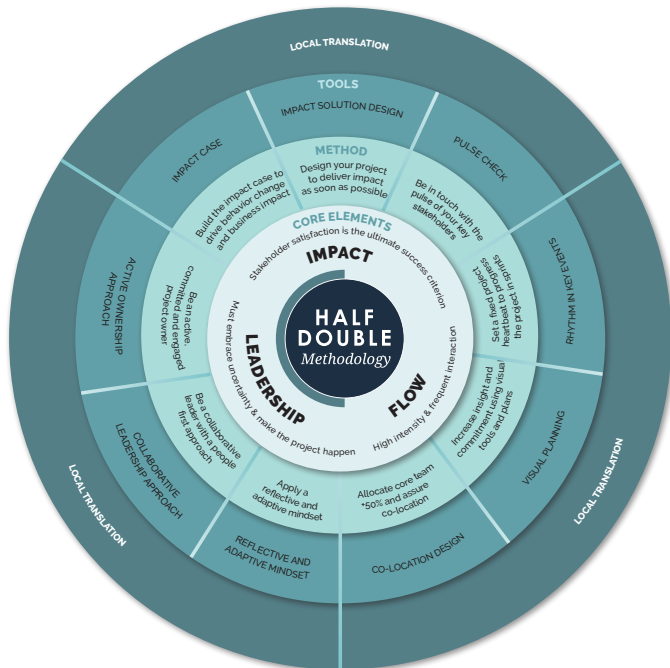 LOCAL TRANSLATION
TOOLS
IMPACT SOLUTION DESIGN
METHOD
Design your project
to deliver impact
as soon as possible
PULSE CHECK
Be in touch with the
pulse of your key
stakeholders
RHYTHM IN KEY EVENTS
Set a fixed project
heartbeat to progress
the project in sprints
VISUAL PLANNING
Increase insight and
commitment using visual
tools and plans
LOCAL TRANSLATION
CO-LOCATION DESIGN
Allocate core team
+50% and assure
co-location
REFLECTIVE AND
ADAPTIVE MINDSET
Apply a
reflective and
adaptive mindset
COLLABORATIVE
LEADERSHIP APPROACH
Be a collaborative
leader with a people
first approach
LOCAL TRANSLATION
ACTIVE OWNERSHIP
APPROACH
Be an active,
committed and engaged
project owner
IMPACT CASE
Build the impact case to
drive behavior change
and business impact
CORE ELEMENTS
Stakeholder satisfaction is the ultimate success criterion
IMPACT
FLOW
High intensity & frequent interaction
LEADERSHIP
Must embrace uncertainty & make the project happen
HALF
DOUBLE
Methodology